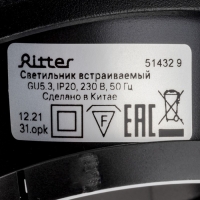 Ritter
51432 9
Светильник встраиваемый
GU5.3, IP20, 230 В, 50 Гц
Сделано в Китае
12.21
31.opk
F
EAC